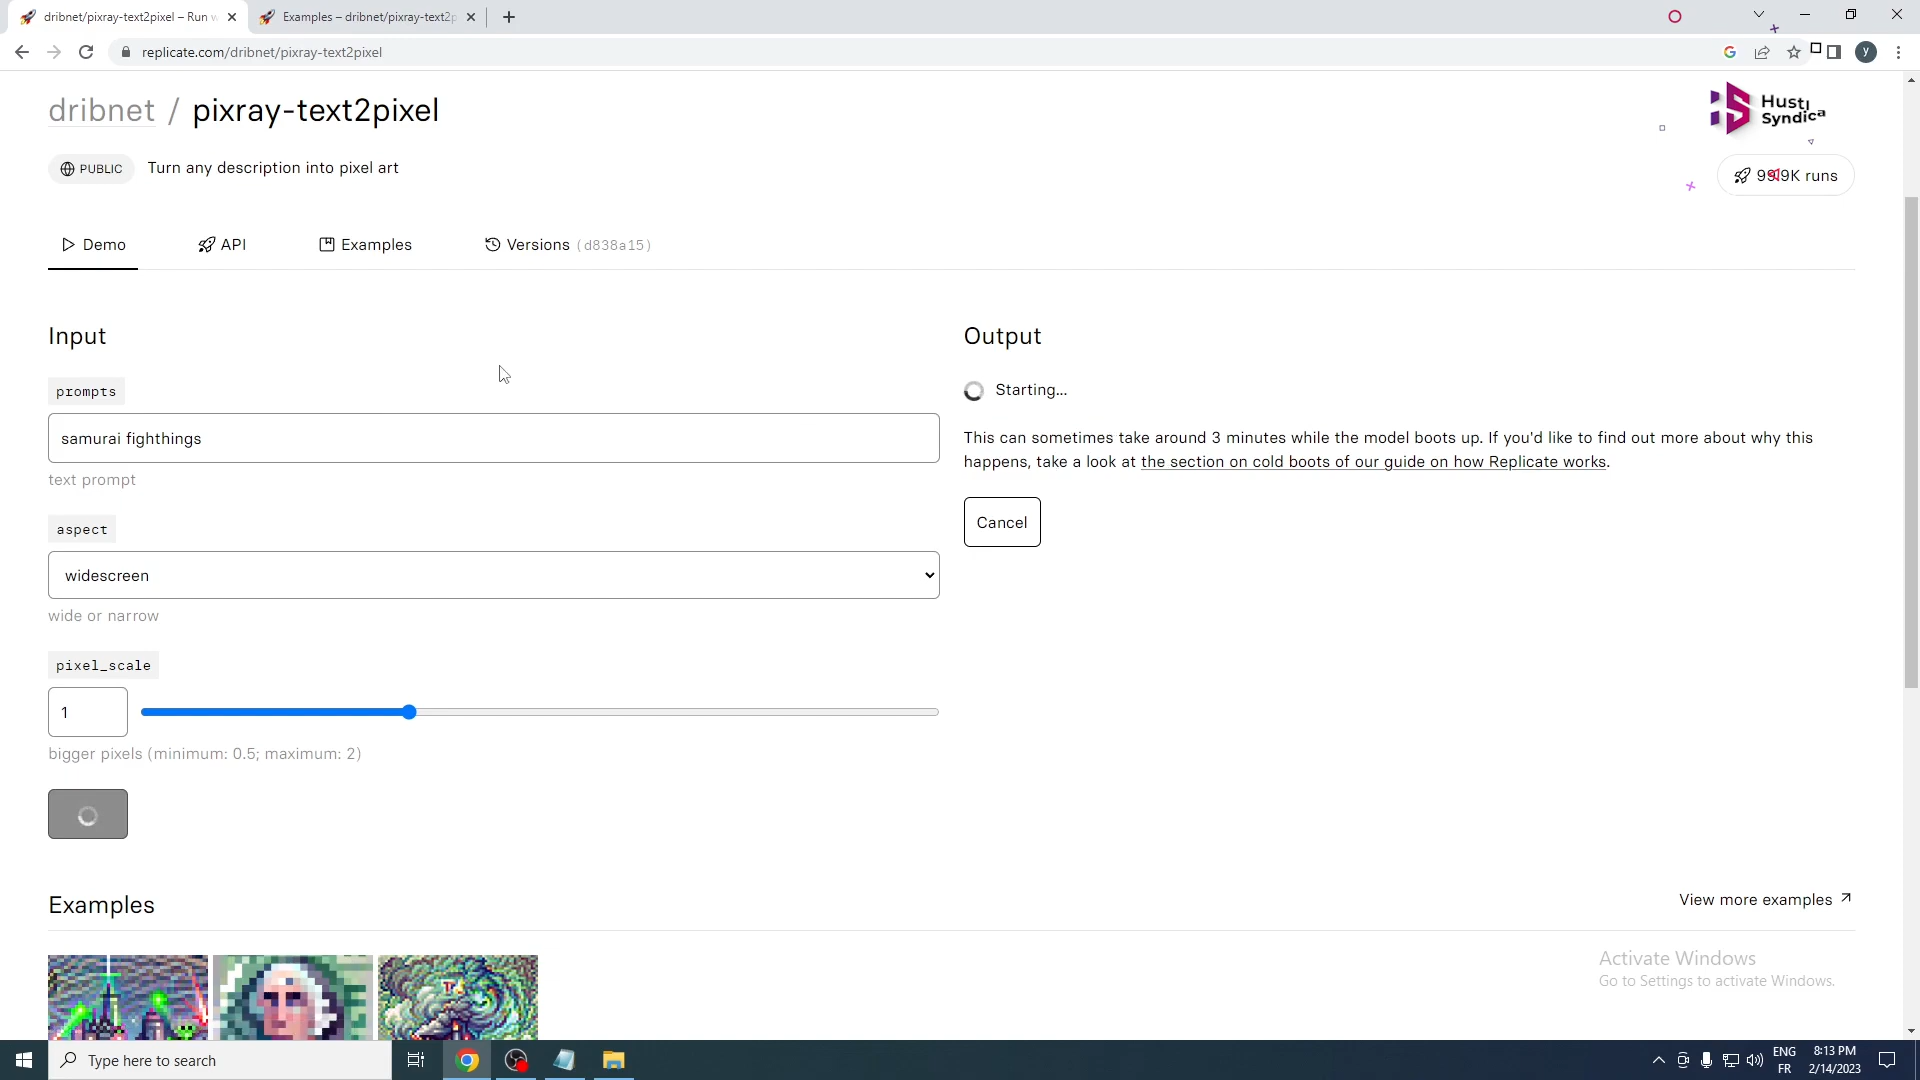 dribnet/pixray-text2pixel – Run w
Examples – dribnet/pixray-text2p
replicate.com/dribnet/pixray-text2pixel
y
dribnet / pixray-text2pixel
Hustl
Syndica
PUBLIC
Turn any description into pixel art
99.9K runs
Demo
API
Examples
Versions (d838a15)
Input
Output
prompts
Starting...
samurai fighthings
This can sometimes take around 3 minutes while the model boots up. If you'd like to find out more about why this
happens, take a look at the section on cold boots of our guide on how Replicate works.
text prompt
Cancel
aspect
widescreen
wide or narrow
pixel_scale
1
bigger pixels (minimum: 0.5; maximum: 2)
Examples
View more examples
Activate Windows
Go to Settings to activate Windows.
Type here to search
ENG
FR
8:13 PM
2/14/2023